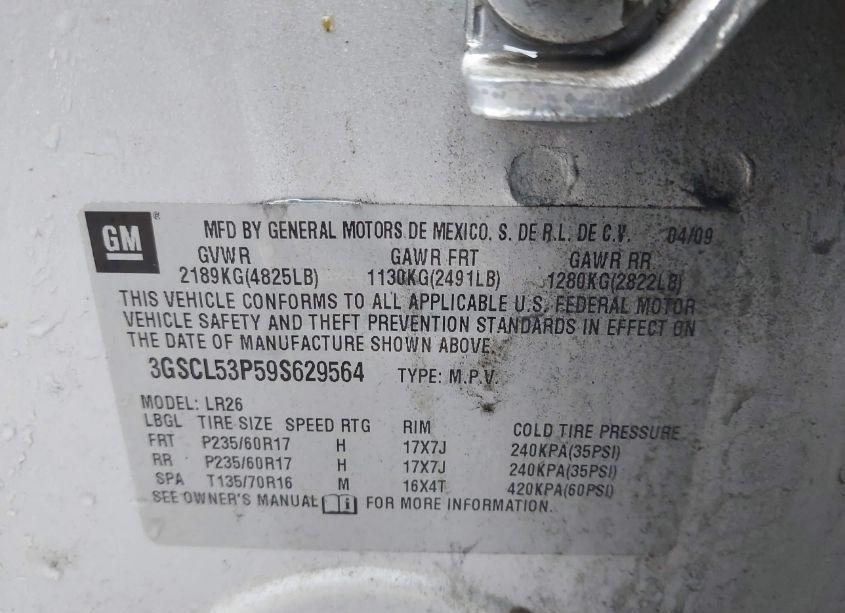 GM ®
MFD BY GENERAL MOTORS DE MEXICO, S. DE R.L. DE C.V. 04/09
GVWR GAWR FRT GAWR RR
2189KG(4825LB) 1130KG(2491LB) 1280KG(2822LB)
THIS VEHICLE CONFORMS TO ALL APPLICABLE U.S. FEDERAL MOTOR
VEHICLE SAFETY AND THEFT PREVENTION STANDARDS IN EFFECT ON
THE DATE OF MANUFACTURE SHOWN ABOVE.
3GSCL53P59S629564 TYPE: M.P.V.
MODEL: LR26
LBGL TIRE SIZE SPEED RTG RIM COLD TIRE PRESSURE
FRT P235/60R17 H 17X7J 240KPA(35PSI)
RR P235/60R17 H 17X7J 240KPA(35PSI)
SPA T135/70R16 M 16X4T 420KPA(60PSI)
SEE OWNER'S MANUAL FOR MORE INFORMATION.